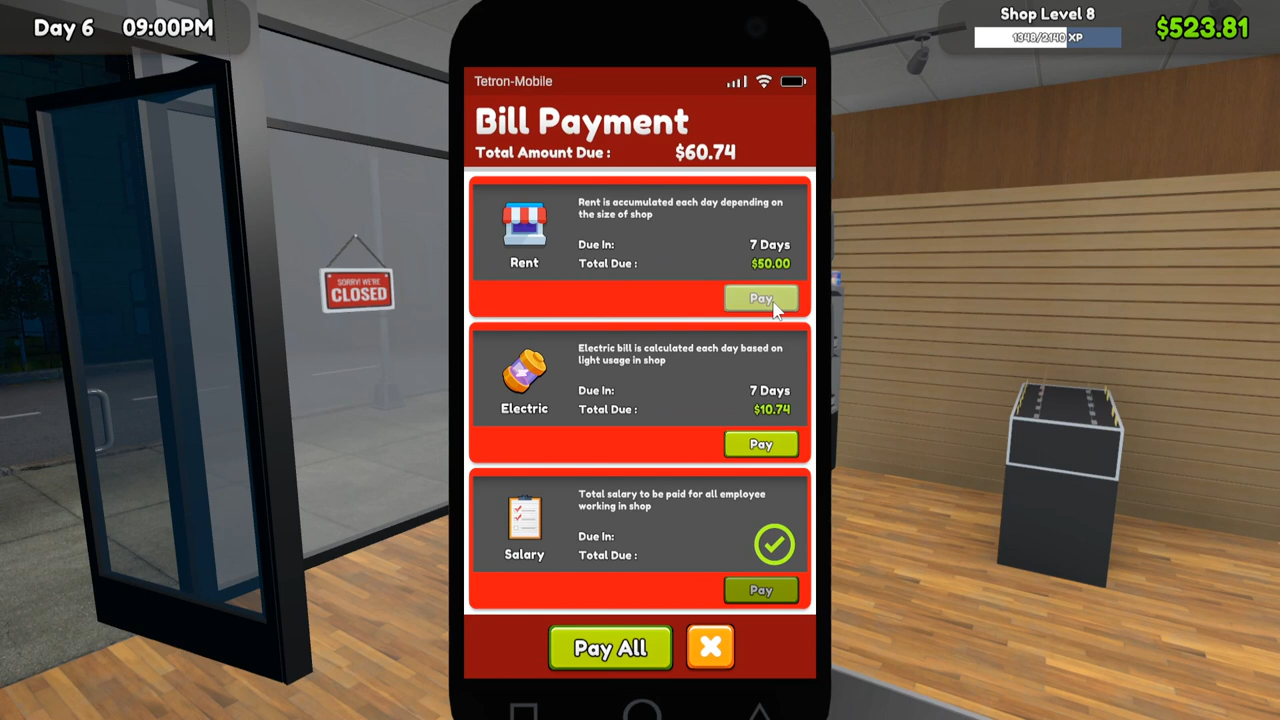 Day 6 09:00PM
Shop Level 8
1348/2140 XP
$523.81
Tetron-Mobile
Bill Payment
Total Amount Due : $60.74
Rent is accumulated each day depending on
the size of shop
Due In: 7 Days
Total Due : $50.00
Rent
Pay
Electric bill is calculated each day based on
light usage in shop
Due In: 7 Days
Total Due : $10.74
Electric
Pay
Total salary to be paid for all employee
working in shop
Due In:
Total Due :
Salary
Pay
Pay All
SORRY! WE'RE
CLOSED